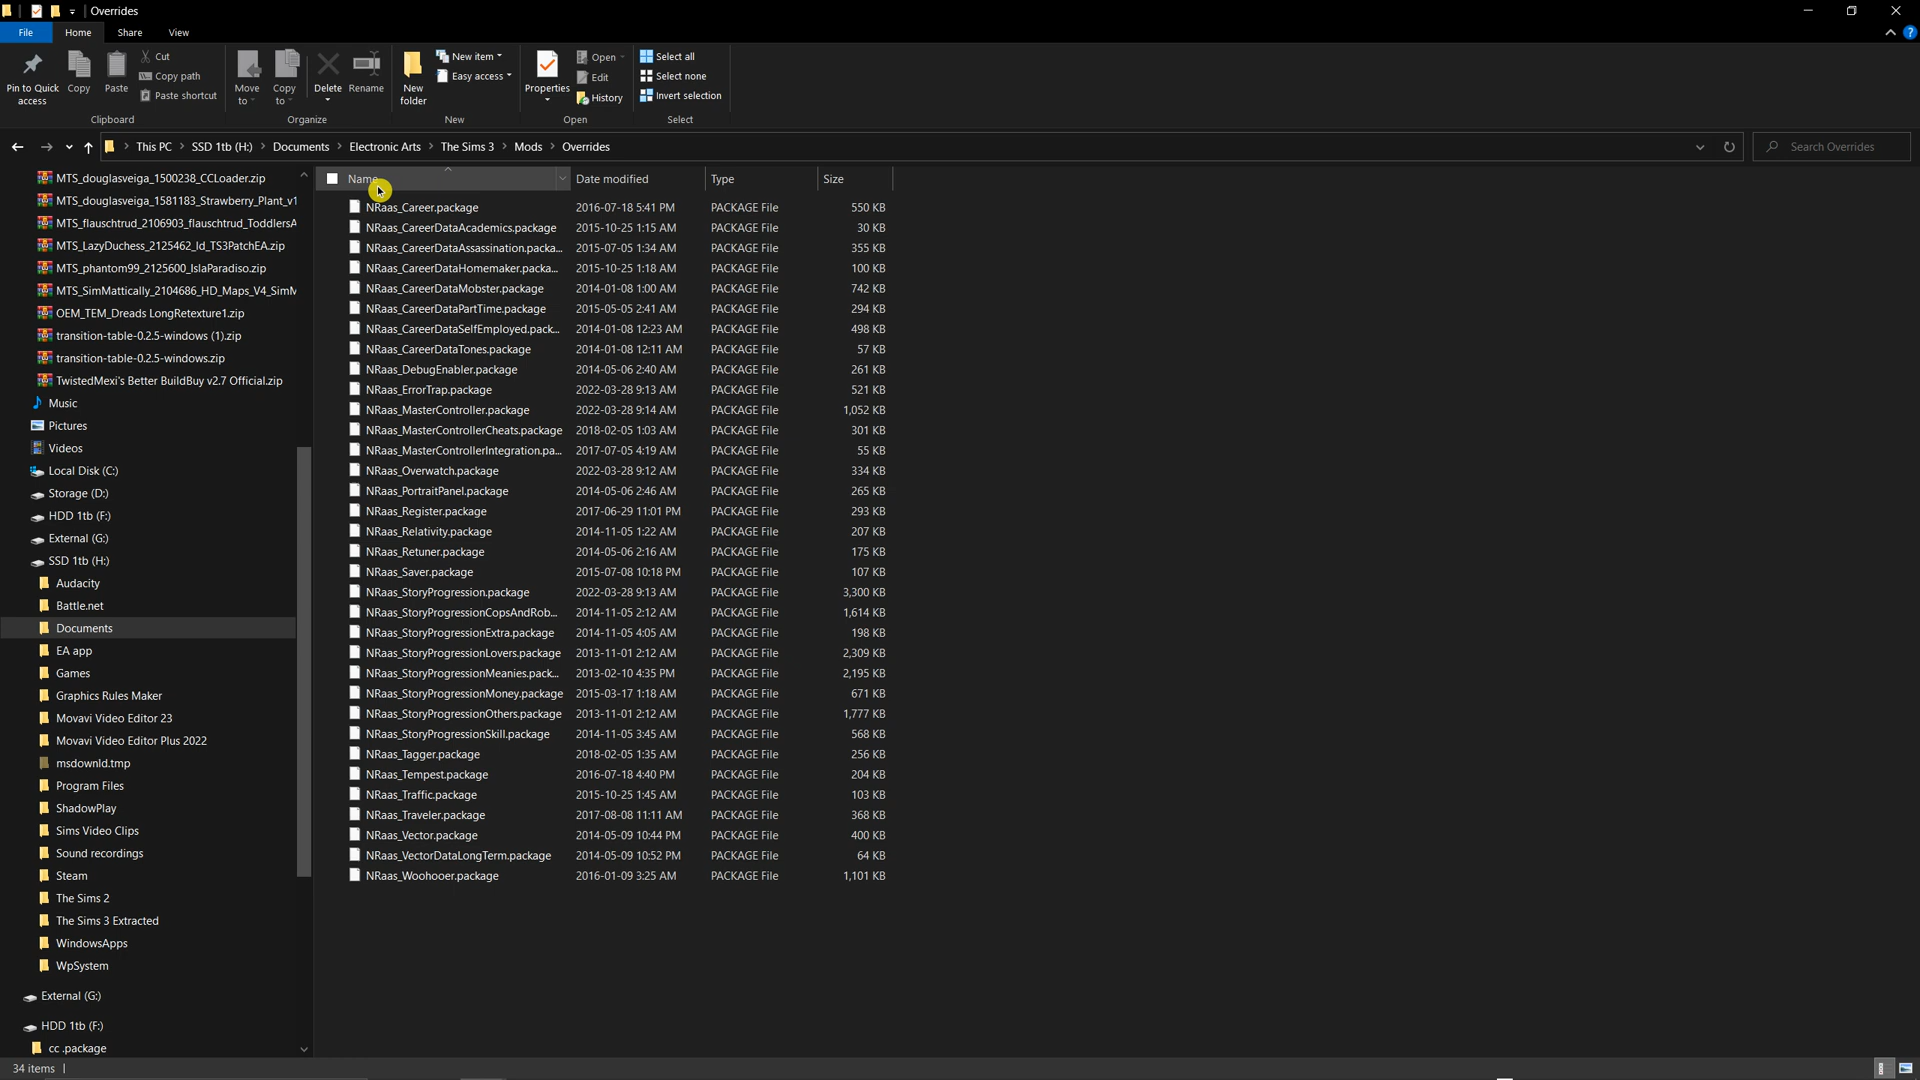 Overrides
File Home Share View
Pin to Quick access
Copy
Paste
Cut
Copy path
Paste shortcut
Clipboard
Move to
Copy to
Delete
Rename
Organize
New folder
New item
Easy access
New
Properties
Open
Edit
History
Open
Select all
Select none
Invert selection
Select
This PC > SSD 1tb (H:) > Documents > Electronic Arts > The Sims 3 > Mods > Overrides
Search Overrides
MTS_douglasveiga_1500238_CCLoader.zip
MTS_douglasveiga_1581183_Strawberry_Plant_v1
MTS_flauschtrud_2106903_flauschtrud_ToddlersA
MTS_LazyDuchess_2125462_ld_TS3PatchEA.zip
MTS_phantom99_2125600_IslaParadiso.zip
MTS_SimMattically_2104686_HD_Maps_V4_SimM
OEM_TEM_Dreads LongRetexture1.zip
transition-table-0.2.5-windows (1).zip
transition-table-0.2.5-windows.zip
TwistedMexi's Better BuildBuy v2.7 Official.zip
Music
Pictures
Videos
Local Disk (C:)
Storage (D:)
HDD 1tb (F:)
External (G:)
SSD 1tb (H:)
Audacity
Battle.net
Documents
EA app
Games
Graphics Rules Maker
Movavi Video Editor 23
Movavi Video Editor Plus 2022
msdownld.tmp
Program Files
ShadowPlay
Sims Video Clips
Sound recordings
Steam
The Sims 2
The Sims 3 Extracted
WindowsApps
WpSystem
External (G:)
HDD 1tb (F:)
cc .package
Name Date modified Type Size
NRaas_Career.package 2016-07-18 5:41 PM PACKAGE File 550 KB
NRaas_CareerDataAcademics.package 2015-10-25 1:15 AM PACKAGE File 30 KB
NRaas_CareerDataAssassination.packa... 2015-07-05 1:34 AM PACKAGE File 355 KB
NRaas_CareerDataHomemaker.packa... 2015-10-25 1:18 AM PACKAGE File 100 KB
NRaas_CareerDataMobster.package 2014-01-08 1:00 AM PACKAGE File 742 KB
NRaas_CareerDataPartTime.package 2015-05-05 2:41 AM PACKAGE File 294 KB
NRaas_CareerDataSelfEmployed.pack... 2014-01-08 12:23 AM PACKAGE File 498 KB
NRaas_CareerDataTones.package 2014-01-08 12:11 AM PACKAGE File 57 KB
NRaas_DebugEnabler.package 2014-05-06 2:40 AM PACKAGE File 261 KB
NRaas_ErrorTrap.package 2022-03-28 9:13 AM PACKAGE File 521 KB
NRaas_MasterController.package 2022-03-28 9:14 AM PACKAGE File 1,052 KB
NRaas_MasterControllerCheats.package 2018-02-05 1:03 AM PACKAGE File 301 KB
NRaas_MasterControllerIntegration.pa... 2017-07-05 4:19 AM PACKAGE File 55 KB
NRaas_Overwatch.package 2022-03-28 9:12 AM PACKAGE File 334 KB
NRaas_PortraitPanel.package 2014-05-06 2:46 AM PACKAGE File 265 KB
NRaas_Register.package 2017-06-29 11:01 PM PACKAGE File 293 KB
NRaas_Relativity.package 2014-11-05 1:22 AM PACKAGE File 207 KB
NRaas_Retuner.package 2014-05-06 2:16 AM PACKAGE File 175 KB
NRaas_Saver.package 2015-07-08 10:18 PM PACKAGE File 107 KB
NRaas_StoryProgression.package 2022-03-28 9:13 AM PACKAGE File 3,300 KB
NRaas_StoryProgressionCopsAndRob... 2014-11-05 2:12 AM PACKAGE File 1,614 KB
NRaas_StoryProgressionExtra.package 2014-11-05 4:05 AM PACKAGE File 198 KB
NRaas_StoryProgressionLovers.package 2013-11-01 2:12 AM PACKAGE File 2,309 KB
NRaas_StoryProgressionMeanies.pack... 2013-02-10 4:35 PM PACKAGE File 2,195 KB
NRaas_StoryProgressionMoney.package 2015-03-17 1:18 AM PACKAGE File 671 KB
NRaas_StoryProgressionOthers.package 2013-11-01 2:12 AM PACKAGE File 1,777 KB
NRaas_StoryProgressionSkill.package 2014-11-05 3:45 AM PACKAGE File 568 KB
NRaas_Tagger.package 2018-02-05 1:35 AM PACKAGE File 256 KB
NRaas_Tempest.package 2016-07-18 4:40 PM PACKAGE File 204 KB
NRaas_Traffic.package 2015-10-25 1:45 AM PACKAGE File 103 KB
NRaas_Traveler.package 2017-08-08 11:11 AM PACKAGE File 368 KB
NRaas_Vector.package 2014-05-09 10:44 PM PACKAGE File 400 KB
NRaas_VectorDataLongTerm.package 2014-05-09 10:52 PM PACKAGE File 64 KB
NRaas_Woohooer.package 2016-01-09 3:25 AM PACKAGE File 1,101 KB
34 items